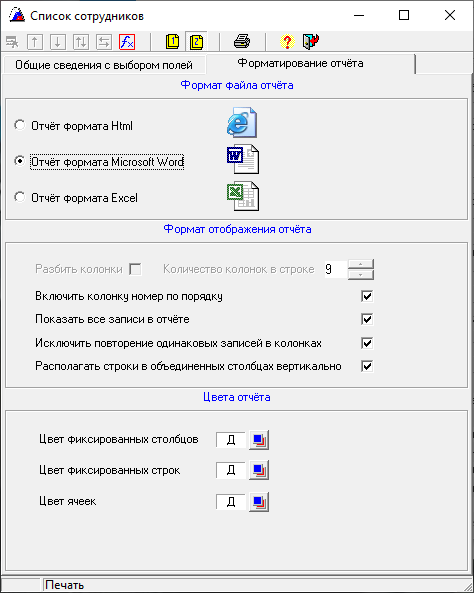 Список сотрудников
fx
1
2
?
Общие сведения с выбором полей
Форматирование отчёта
Формат файла отчёта
Отчёт формата Html
Отчёт формата Microsoft Word
W
Отчёт формата Excel
Формат отображения отчёта
Разбить колонки Количество колонок в строке 9
Включить колонку номер по порядку
Показать все записи в отчёте
Исключить повторение одинаковых записей в колонках
Располагать строки в объединенных столбцах вертикально
Цвета отчёта
Цвет фиксированных столбцов Д
Цвет фиксированных строк Д
Цвет ячеек Д
Печать